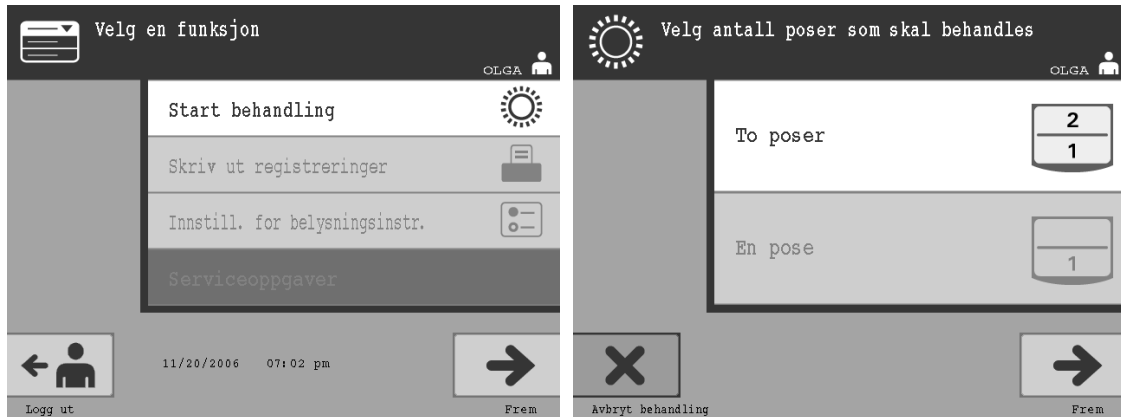 Velg en funksjon
OLGA
Start behandling
Skriv ut registreringer
Innstill. for belysningsinstr.
Serviceoppgaver
11/20/2006 07:02 pm
Logg ut
Frem
Velg antall poser som skal behandles
OLGA
To poser
2
1
En pose
1
Avbryt behandling
Frem